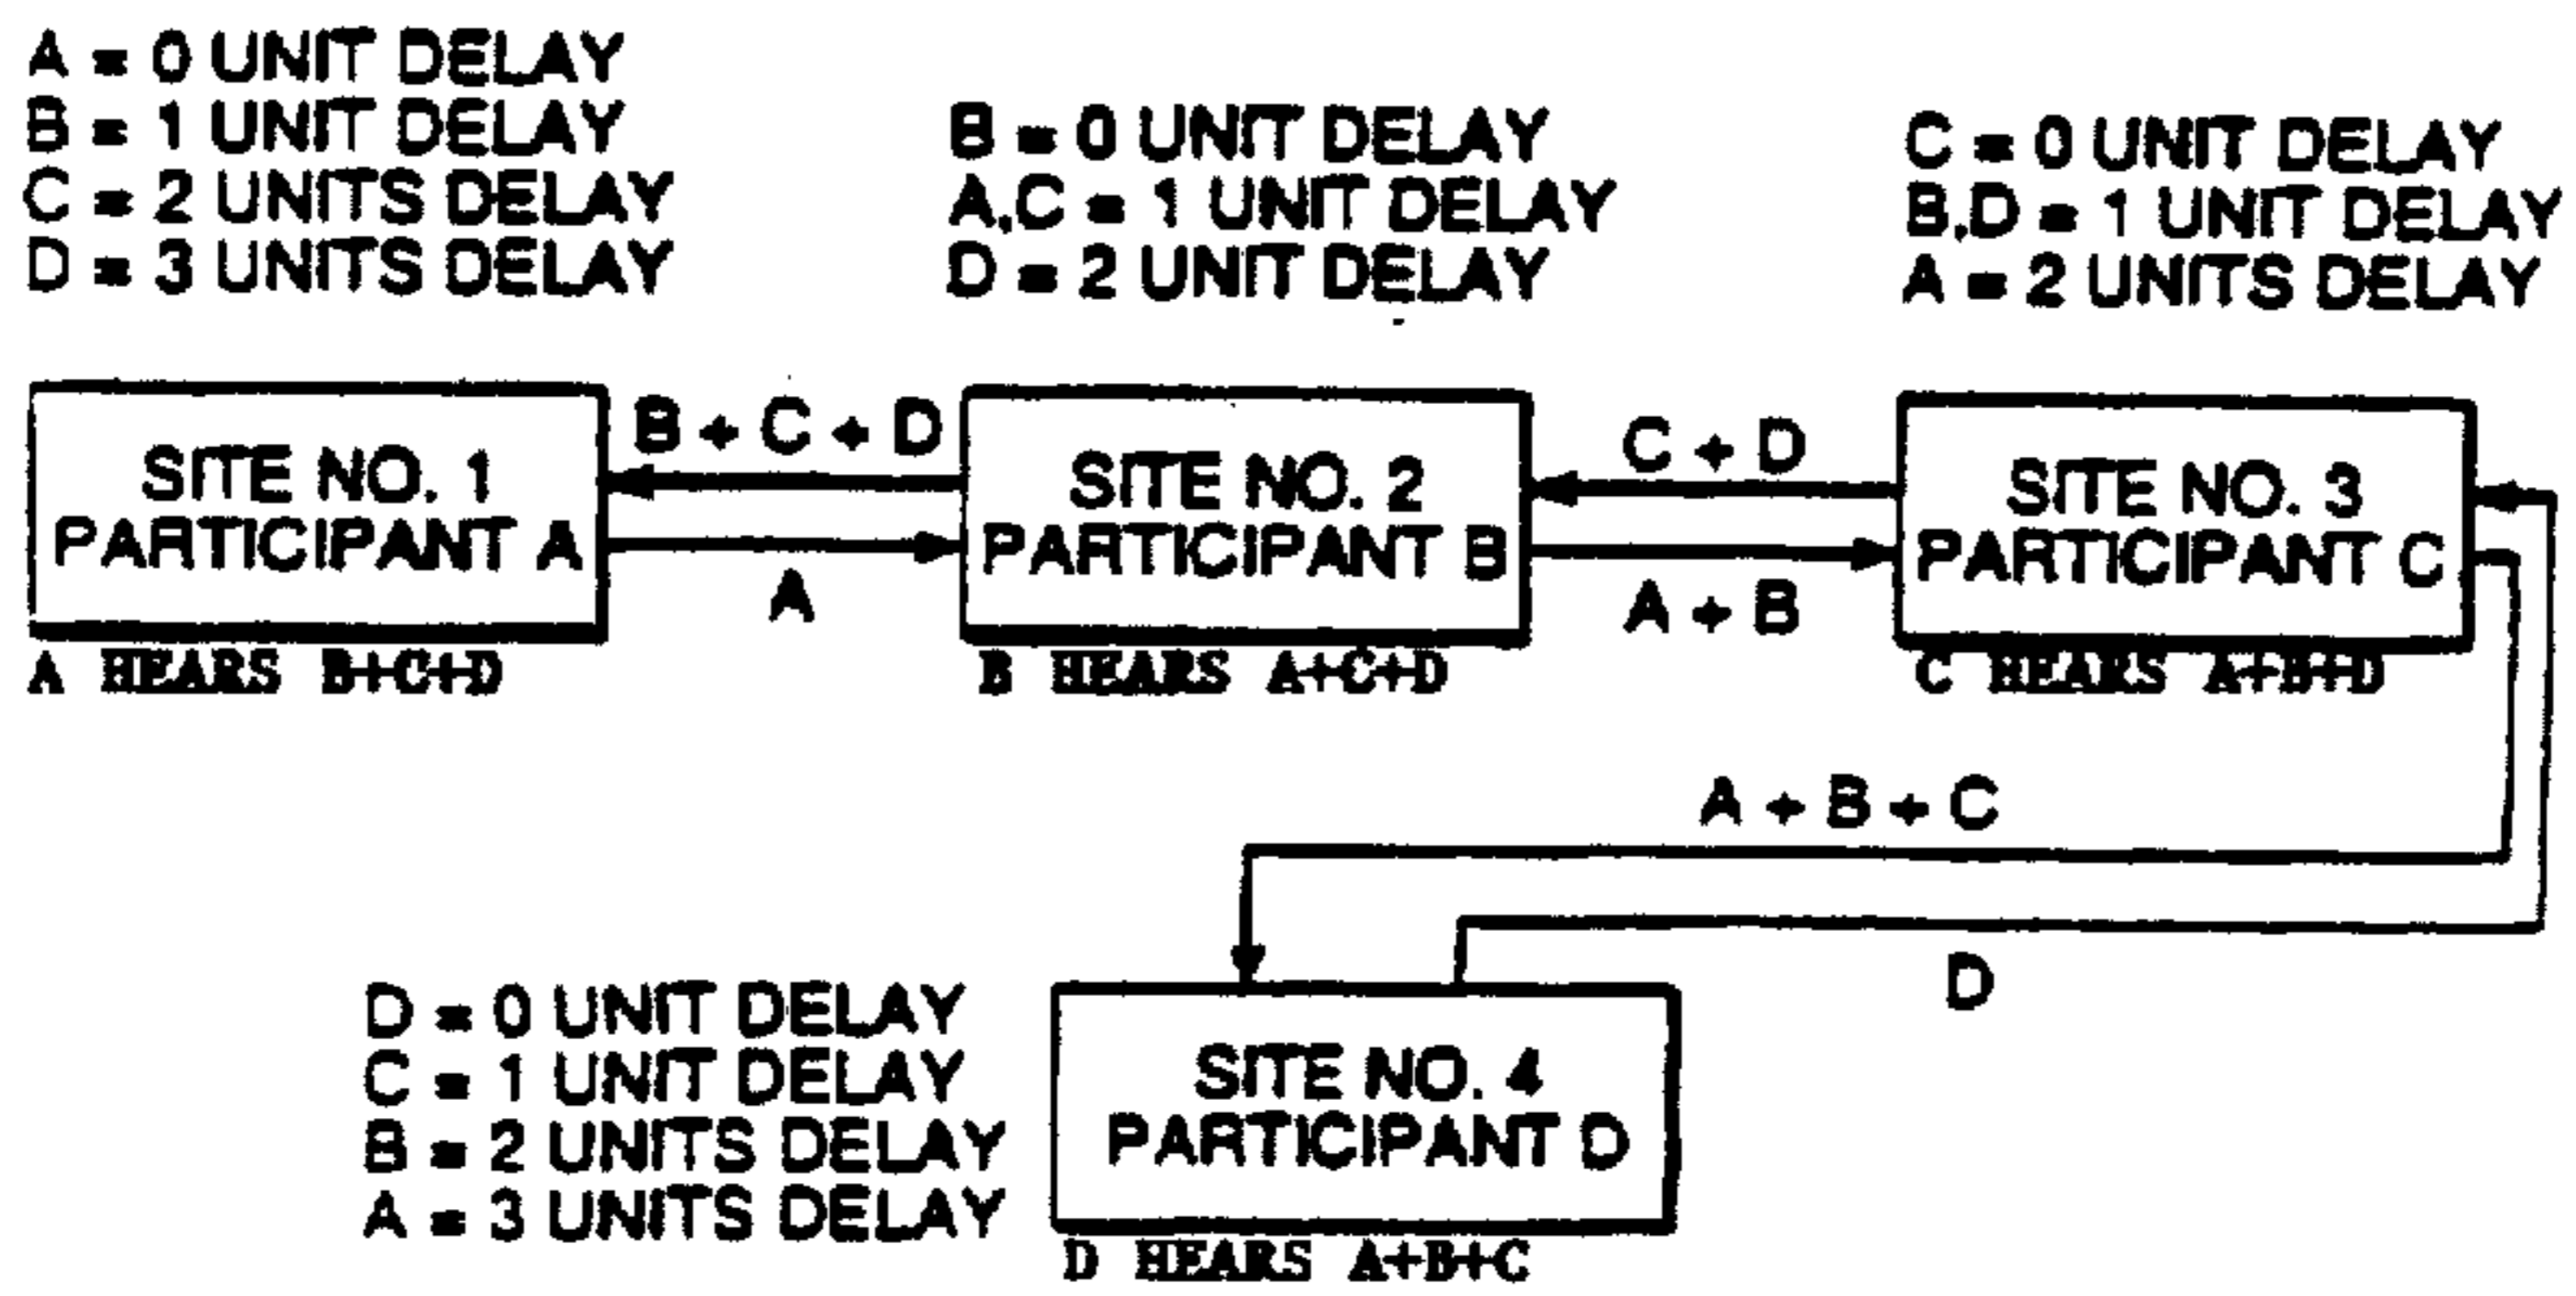 A = 0 UNIT DELAY
B = 1 UNIT DELAY
C = 2 UNITS DELAY
D = 3 UNITS DELAY
B = 0 UNIT DELAY
A,C = 1 UNIT DELAY
D = 2 UNIT DELAY
C = 0 UNIT DELAY
B,D = 1 UNIT DELAY
A = 2 UNITS DELAY
SITE NO. 1
PARTICIPANT A
B + C + D
A
SITE NO. 2
PARTICIPANT B
C + D
A + B
SITE NO. 3
PARTICIPANT C
A HEARS B+C+D
B HEARS A+C+D
C HEARS A+B+D
A + B + C
D
D = 0 UNIT DELAY
C = 1 UNIT DELAY
B = 2 UNITS DELAY
A = 3 UNITS DELAY
SITE NO. 4
PARTICIPANT D
D HEARS A+B+C